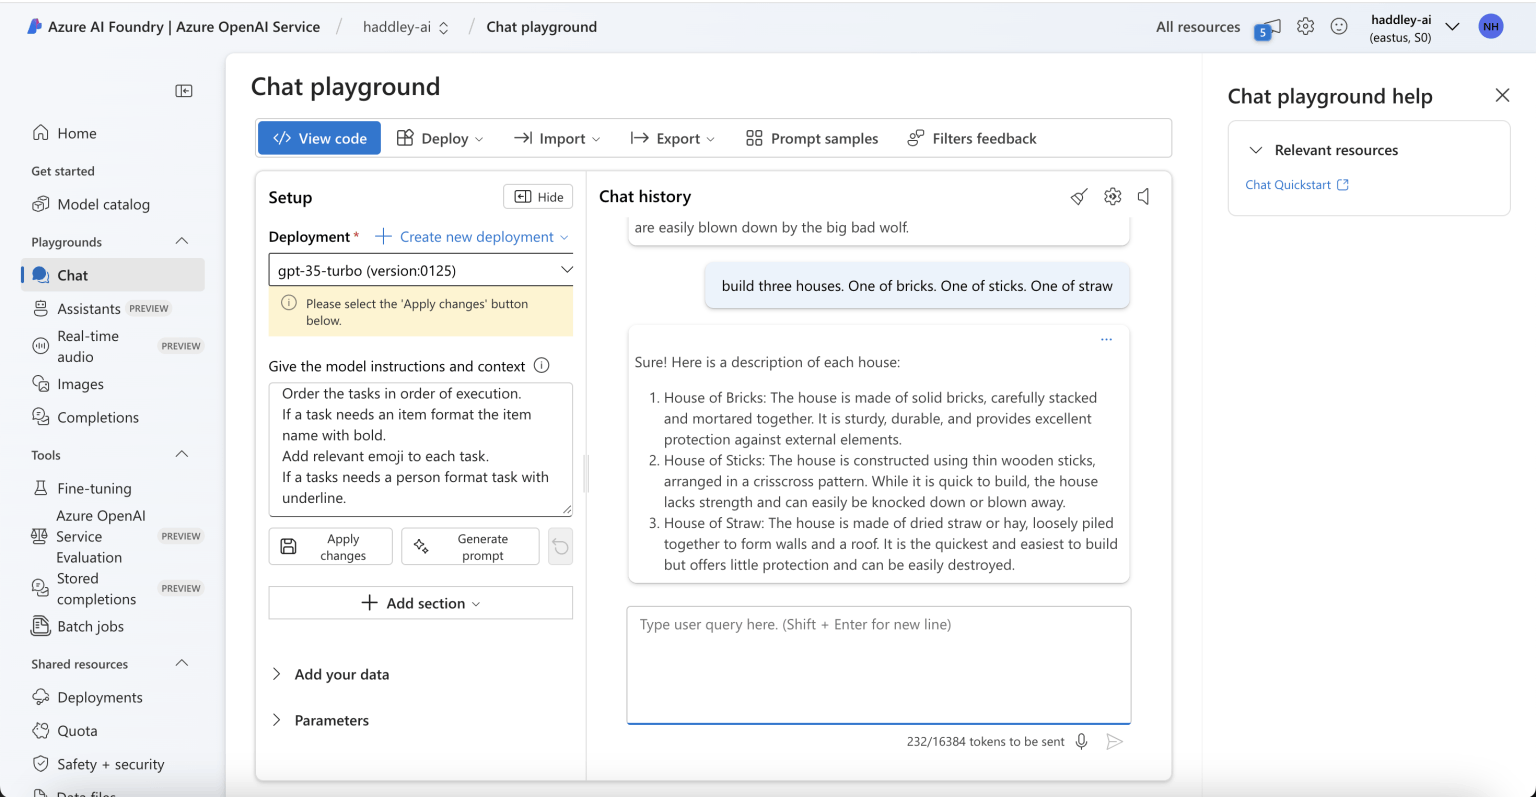 Azure AI Foundry | Azure OpenAI Service / haddley-ai / Chat playground
All resources
5
haddley-ai
(eastus, S0)
NH
Home
Get started
Model catalog
Playgrounds
Chat
Assistants PREVIEW
Real-time
audio
PREVIEW
Images
Completions
Tools
Fine-tuning
Azure OpenAI
Service
Evaluation
PREVIEW
Stored
completions
PREVIEW
Batch jobs
Shared resources
Deployments
Quota
Safety + security
Data files
Chat playground
View code
Deploy
Import
Export
Prompt samples
Filters feedback
Setup
Hide
Deployment *
Create new deployment
gpt-35-turbo (version:0125)
Please select the 'Apply changes' button
below.
Give the model instructions and context
Order the tasks in order of execution.
If a task needs an item format the item
name with bold.
Add relevant emoji to each task.
If a tasks needs a person format task with
underline.
Apply
changes
Generate
prompt
Add section
Add your data
Parameters
Chat history
are easily blown down by the big bad wolf.
build three houses. One of bricks. One of sticks. One of straw
...
Sure! Here is a description of each house:
1. House of Bricks: The house is made of solid bricks, carefully stacked
and mortared together. It is sturdy, durable, and provides excellent
protection against external elements.
2. House of Sticks: The house is constructed using thin wooden sticks,
arranged in a crisscross pattern. While it is quick to build, the house
lacks strength and can easily be knocked down or blown away.
3. House of Straw: The house is made of dried straw or hay, loosely piled
together to form walls and a roof. It is the quickest and easiest to build
but offers little protection and can be easily destroyed.
Type user query here. (Shift + Enter for new line)
232/16384 tokens to be sent
Chat playground help
Relevant resources
Chat Quickstart